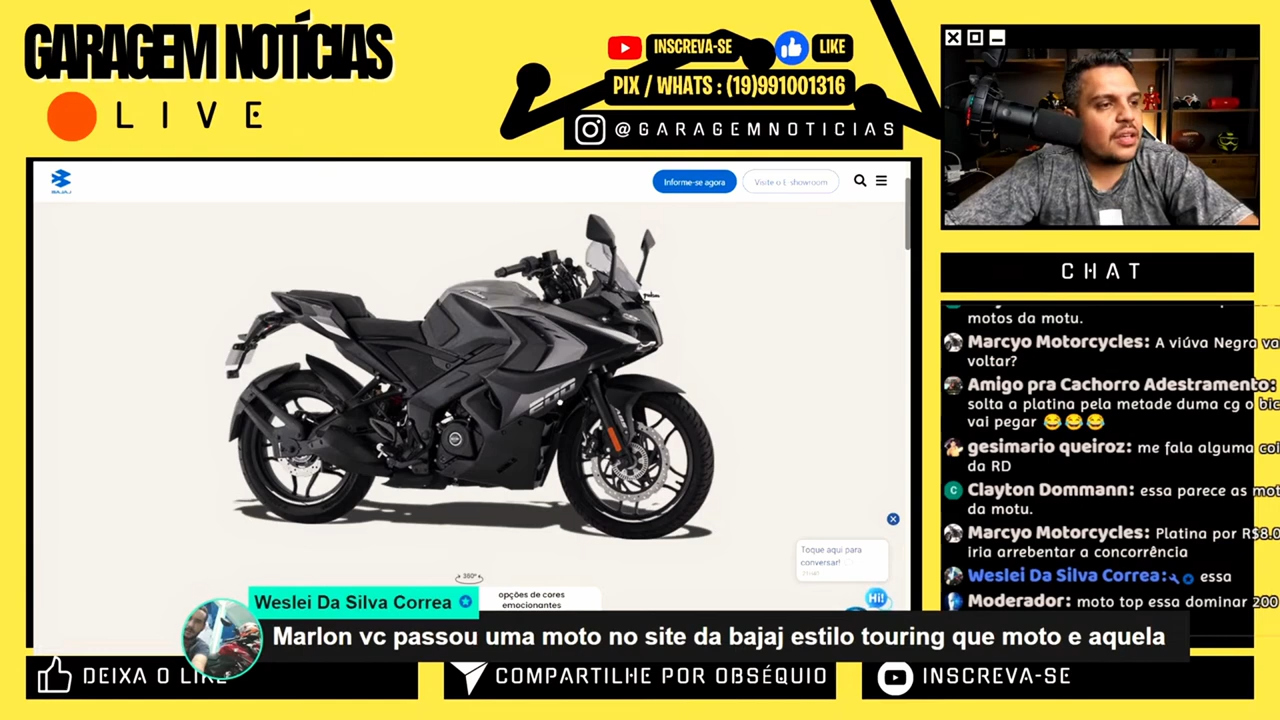 GARAGEM NOTÍCIAS
LIVE
INSCREVA-SE
LIKE
PIX / WHATS : (19)991001316
@GARAGEMNOTICIAS
BAJAJ
Informe-se agora
Visite o E-showroom
200
Toque aqui para
conversar!
360°
opções de cores
emocionantes
Hi!
CHAT
motos da motu.
Marcyo Motorcycles: A viúva Negra va
voltar?
Amigo pra Cachorro Adestramento:
solta a platina pela metade duma cg o bic
vai pegar 😂😂😂
gesimario queiroz: me fala alguma coi
da RD
C
Clayton Dommann: essa parece as mot
da motu.
Marcyo Motorcycles: Platina por R$8.0
iria arrebentar a concorrência
Weslei Da Silva Correa: essa
Moderador: moto top essa dominar 200
Weslei Da Silva Correa
Marlon vc passou uma moto no site da bajaj estilo touring que moto e aquela
DEIXA O LIKE
COMPARTILHE POR OBSÉQUIO
INSCREVA-SE